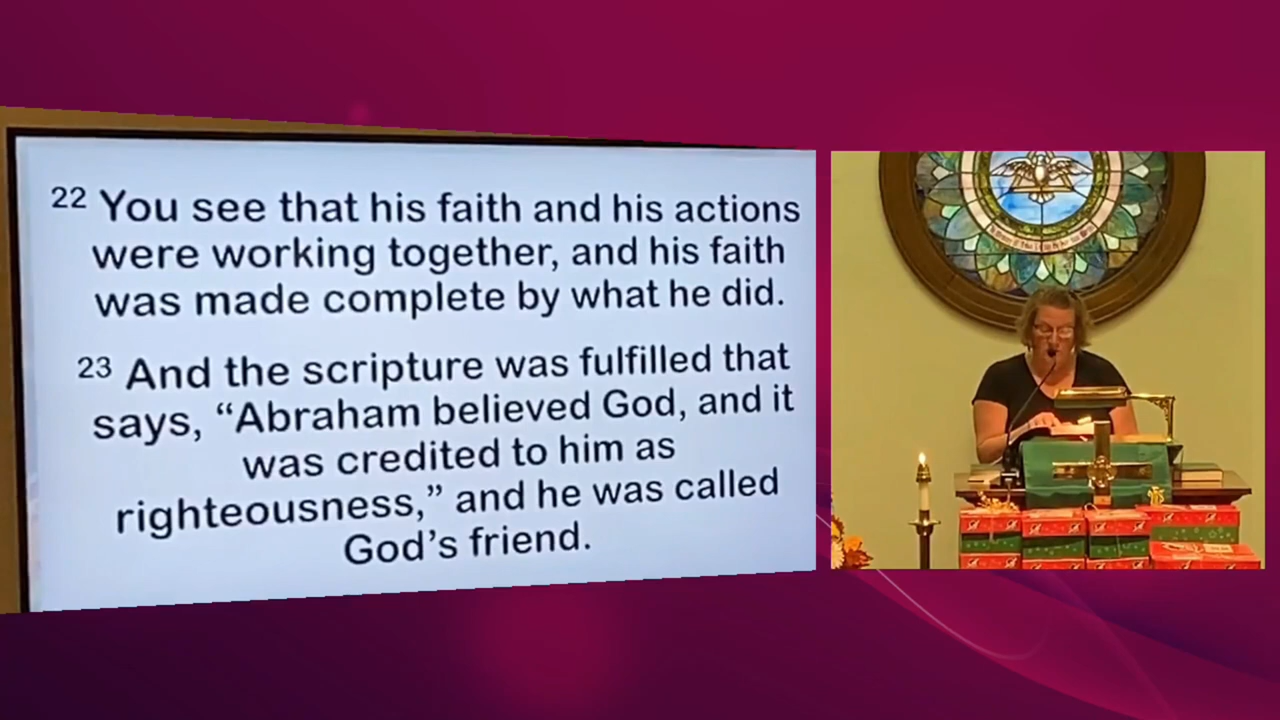 22 You see that his faith and his actions
were working together, and his faith
was made complete by what he did.
23 And the scripture was fulfilled that
says, “Abraham believed God, and it
was credited to him as
righteousness,” and he was called
God’s friend.